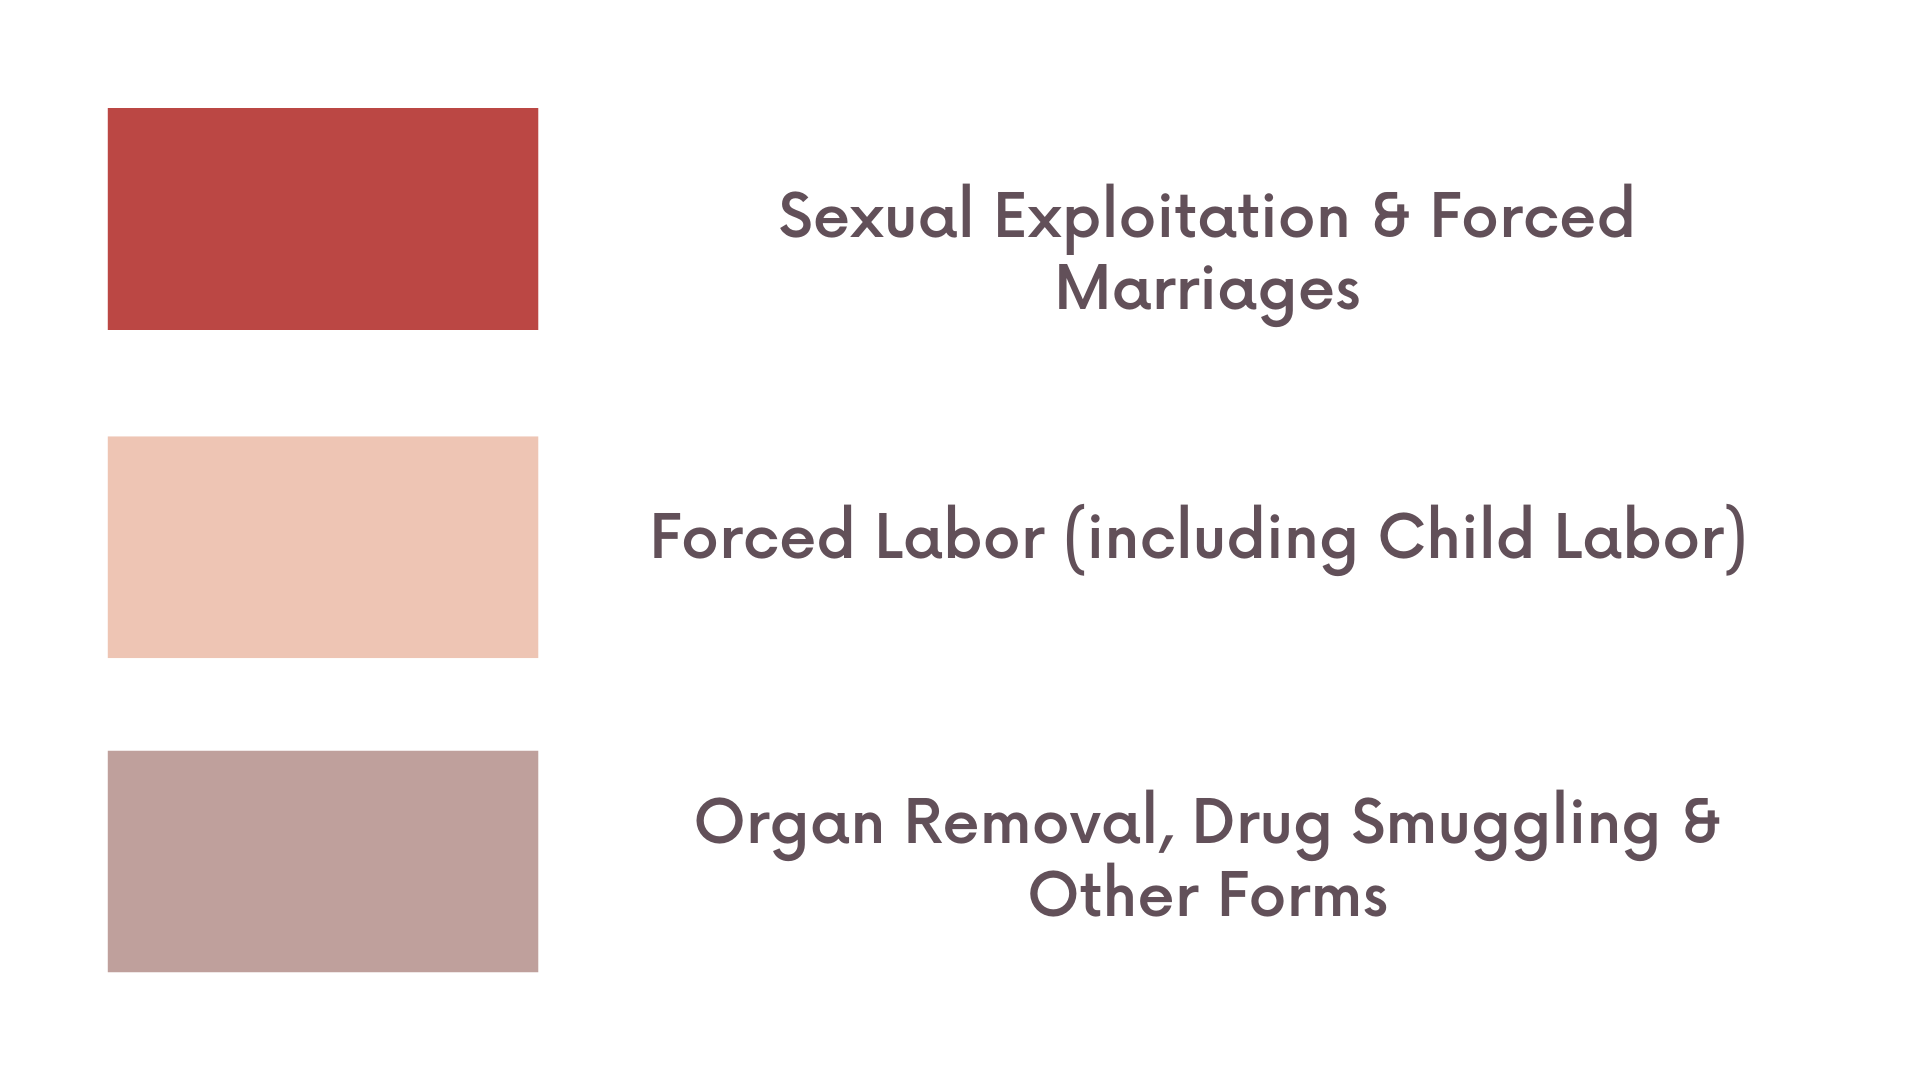 Sexual Exploitation & Forced
Marriages
Forced Labor (including Child Labor)
Organ Removal, Drug Smuggling &
Other Forms